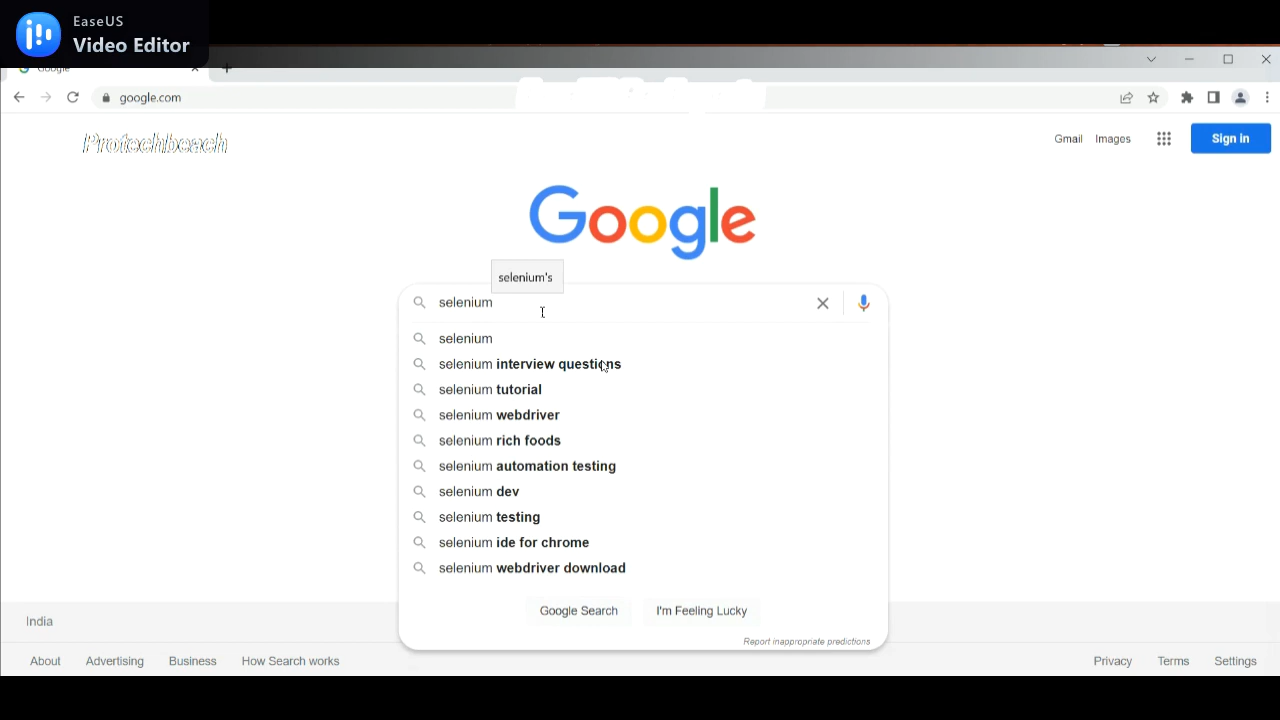 EaseUS
Video Editor
Google
google.com
Protechbeach
Gmail Images Sign in
Google
selenium's
selenium
selenium
selenium interview questions
selenium tutorial
selenium webdriver
selenium rich foods
selenium automation testing
selenium dev
selenium testing
selenium ide for chrome
selenium webdriver download
Google Search I'm Feeling Lucky
Report inappropriate predictions
India
About Advertising Business How Search works Privacy Terms Settings